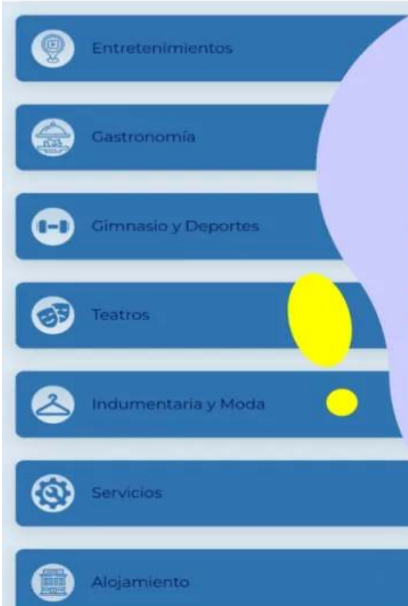 Entretenimientos
Gastronomía
Gimnasio y Deportes
Teatros
Indumentaria y Moda
Servicios
Alojamiento